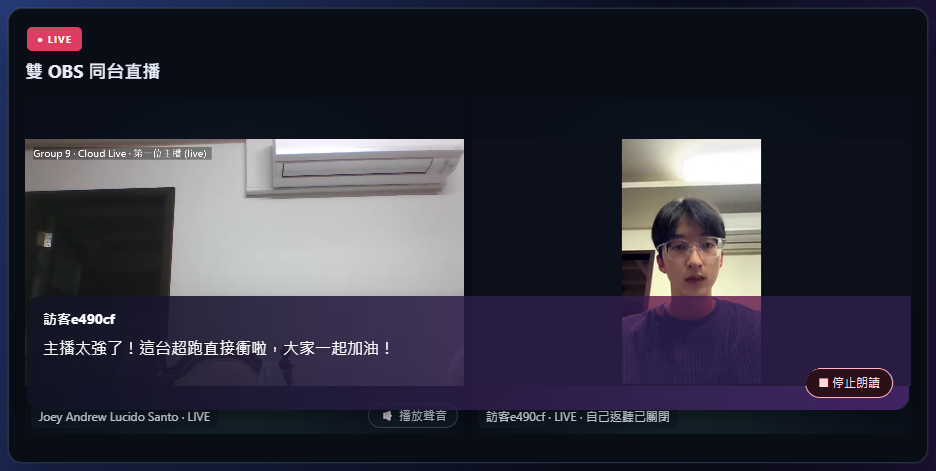 ● LIVE
雙 OBS 同台直播
Group 9 · Cloud Live · 第一位主播 (live)
訪客e490cf
主播太強了！這台超跑直接衝啦，大家一起加油！
■ 停止朗讀
Joey Andrew Lucido Santo · LIVE
播放聲音
訪客e490cf · LIVE · 自己返聽已關閉